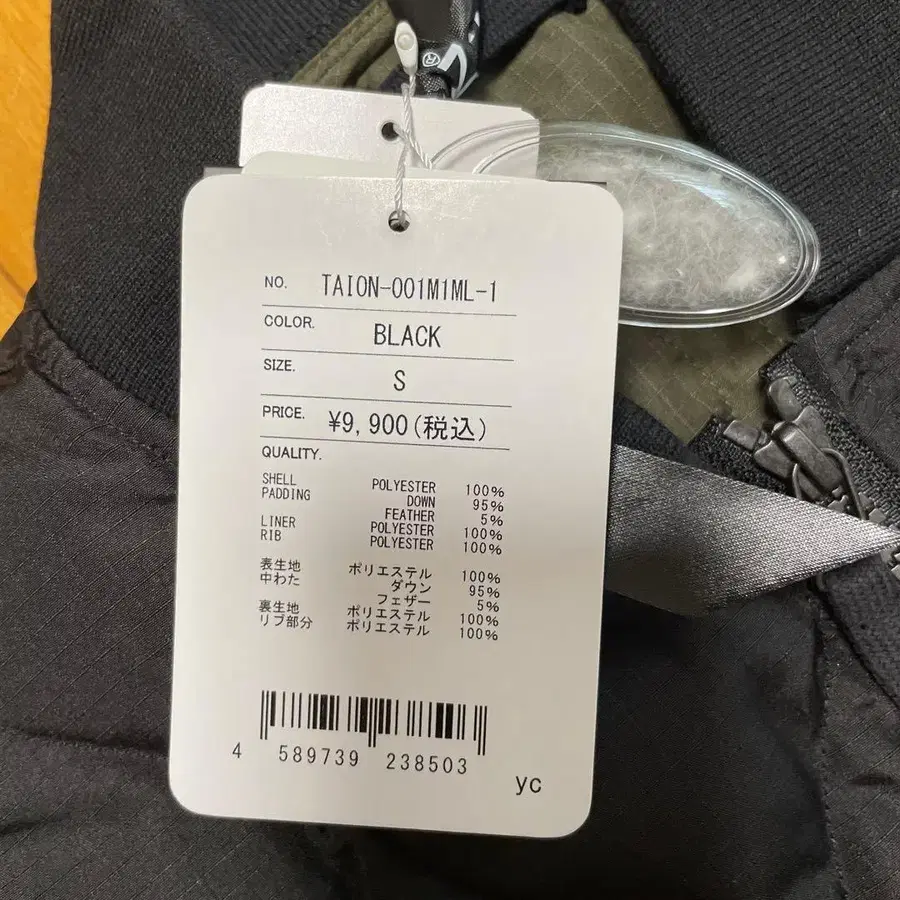 ®
NO. TAION-001M1ML-1
COLOR. BLACK
SIZE. S
PRICE. ¥9,900(税込)
QUALITY.
SHELL POLYESTER 100%
PADDING DOWN 95%
FEATHER 5%
LINER POLYESTER 100%
RIB POLYESTER 100%
表生地 ポリエステル 100%
中わた ダウン 95%
フェザー 5%
裏生地 ポリエステル 100%
リブ部分 ポリエステル 100%
4 589739 238503
yc